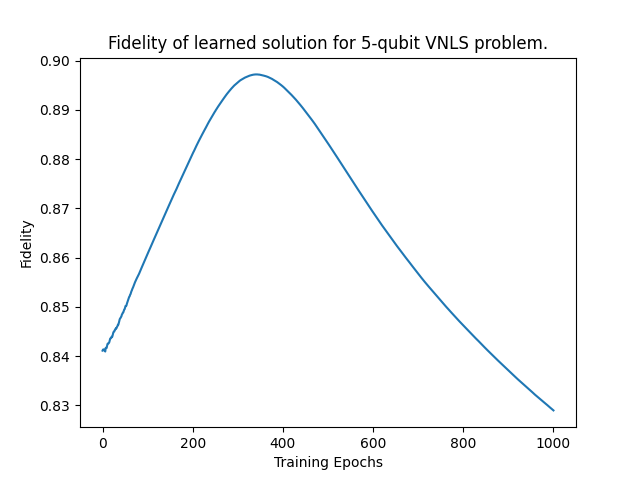 Fidelity of learned solution for 5-qubit VNLS problem.
0.90
0.89
0.88
0.87
0.86
0.85
0.84
0.83
Fidelity
0 200 400 600 800 1000
Training Epochs